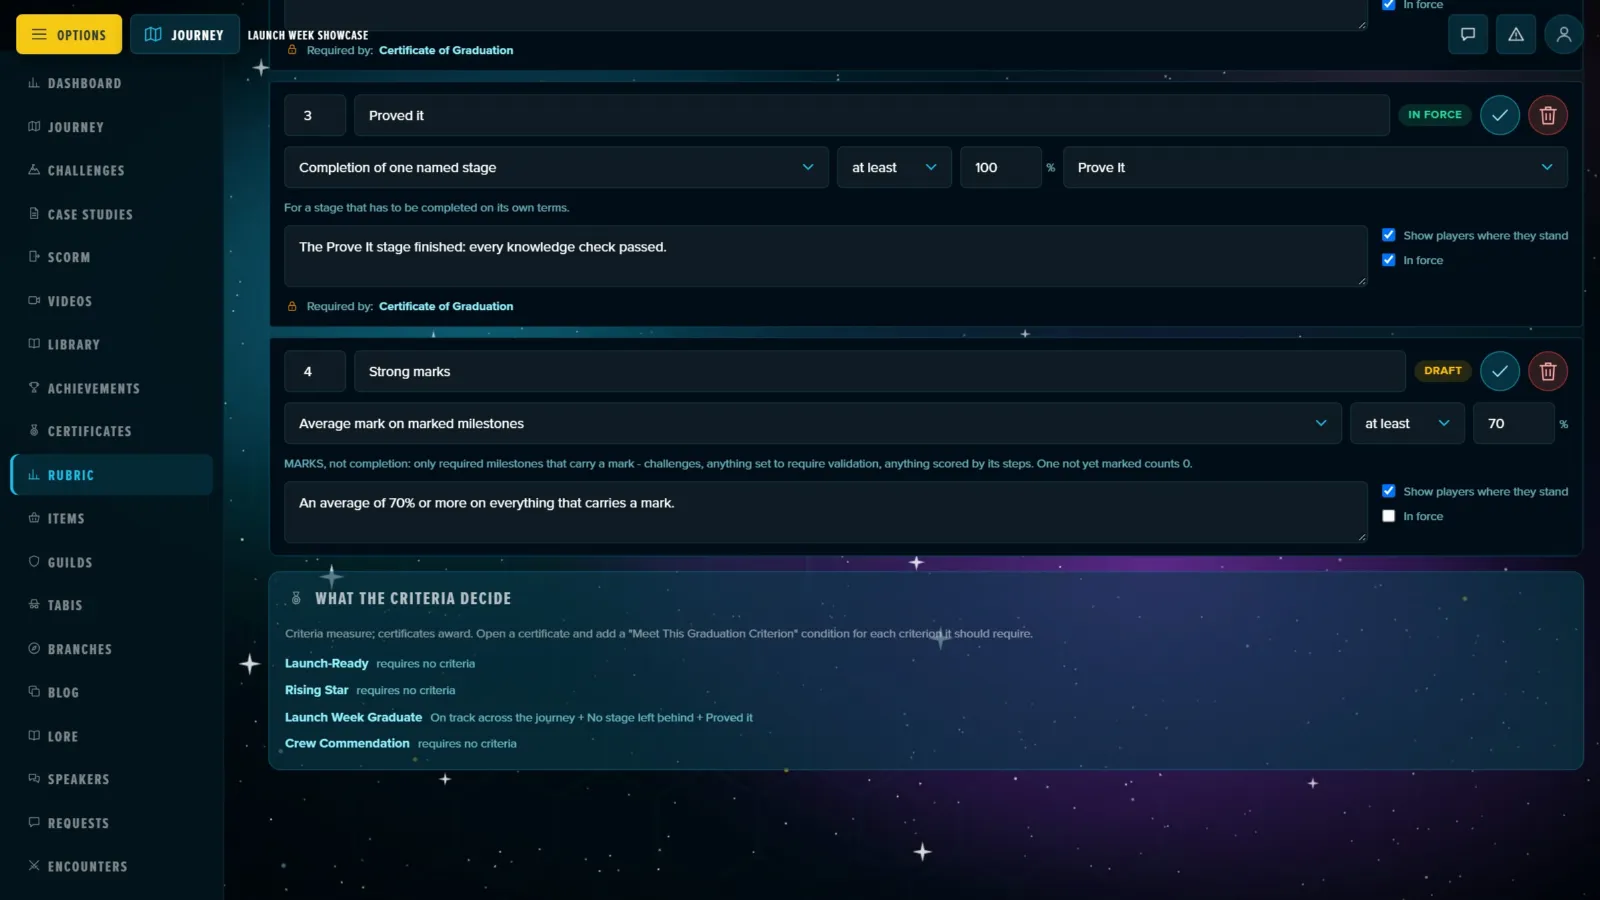 OPTIONS
JOURNEY
LAUNCH WEEK SHOWCASE
In force
Required by: Certificate of Graduation
DASHBOARD
JOURNEY
CHALLENGES
CASE STUDIES
SCORM
VIDEOS
LIBRARY
ACHIEVEMENTS
CERTIFICATES
RUBRIC
ITEMS
GUILDS
TABIS
BRANCHES
BLOG
LORE
SPEAKERS
REQUESTS
ENCOUNTERS
3
Proved it
IN FORCE
Completion of one named stage
at least
100
%
Prove It
For a stage that has to be completed on its own terms.
The Prove It stage finished: every knowledge check passed.
Show players where they stand
In force
Required by: Certificate of Graduation
4
Strong marks
DRAFT
Average mark on marked milestones
at least
70
%
MARKS, not completion: only required milestones that carry a mark - challenges, anything set to require validation, anything scored by its steps. One not yet marked counts 0.
An average of 70% or more on everything that carries a mark.
Show players where they stand
In force
WHAT THE CRITERIA DECIDE
Criteria measure; certificates award. Open a certificate and add a "Meet This Graduation Criterion" condition for each criterion it should require.
Launch-Ready requires no criteria
Rising Star requires no criteria
Launch Week Graduate On track across the journey + No stage left behind + Proved it
Crew Commendation requires no criteria